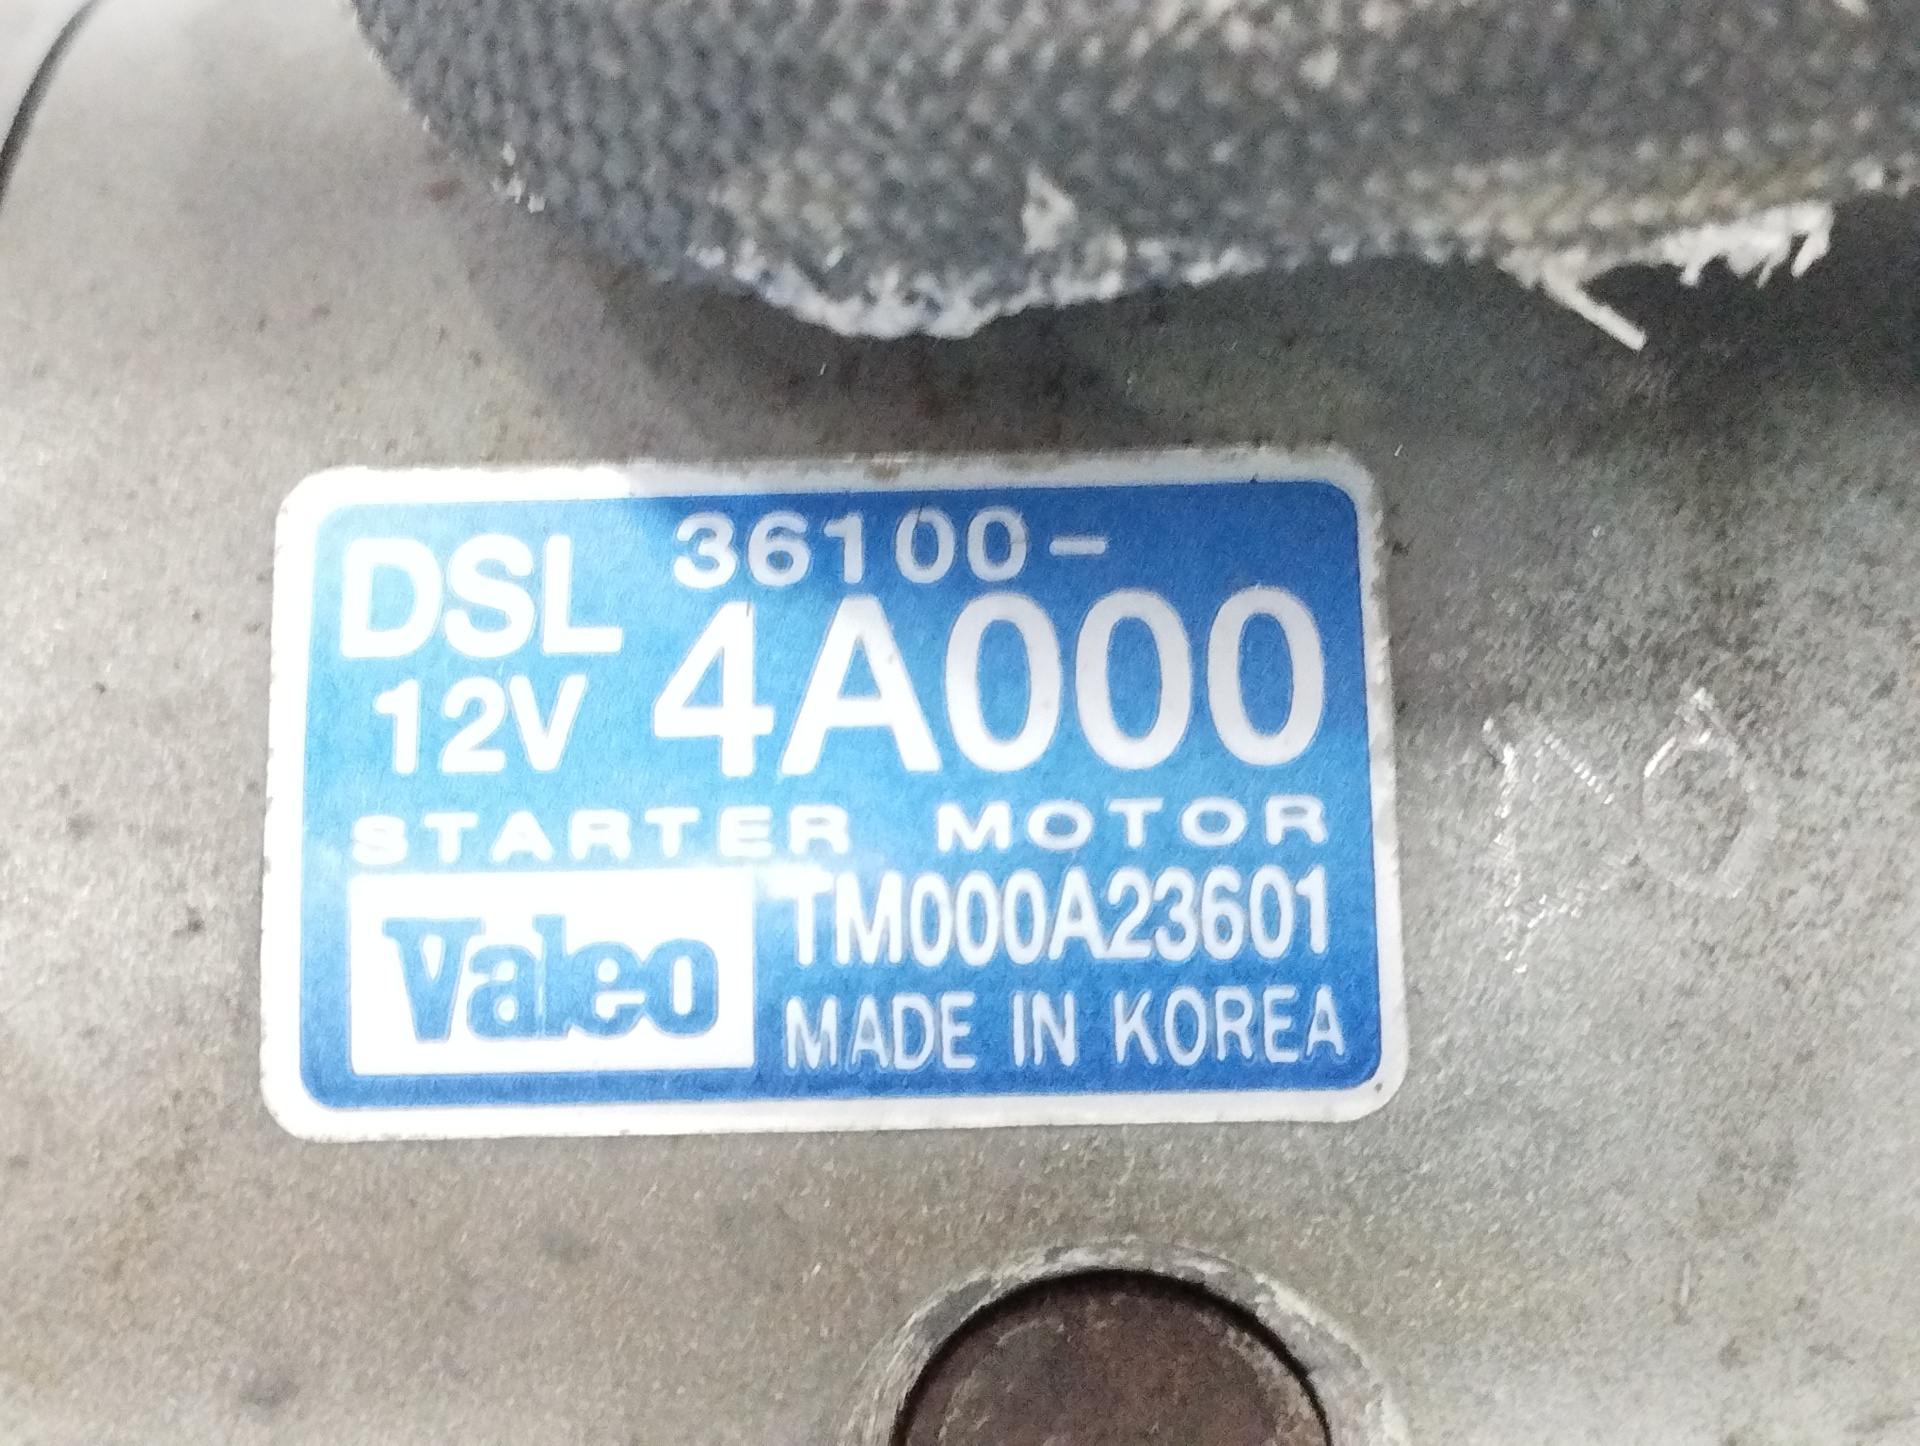 DSL 36100-
12V 4A000
STARTER MOTOR
Valeo TM000A23601
MADE IN KOREA